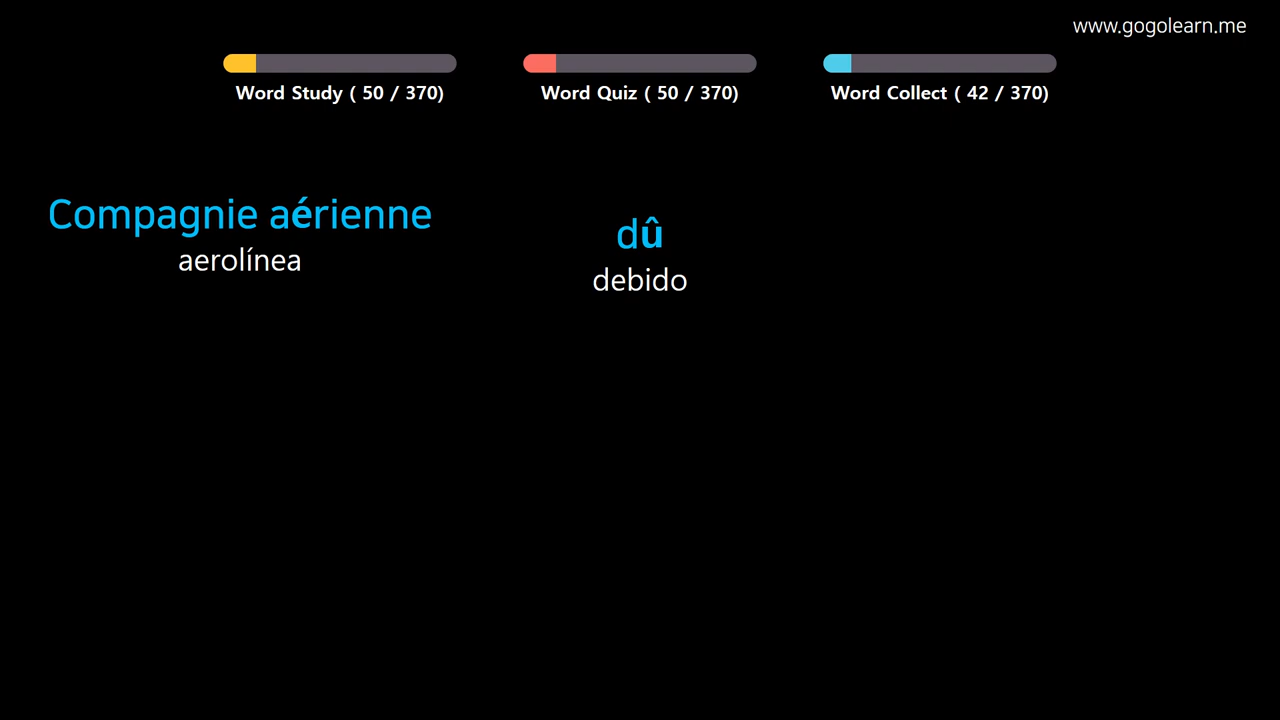 www.gogolearn.me
Word Study ( 50 / 370)
Word Quiz ( 50 / 370)
Word Collect ( 42 / 370)
Compagnie aérienne
aerolínea
dû
debido